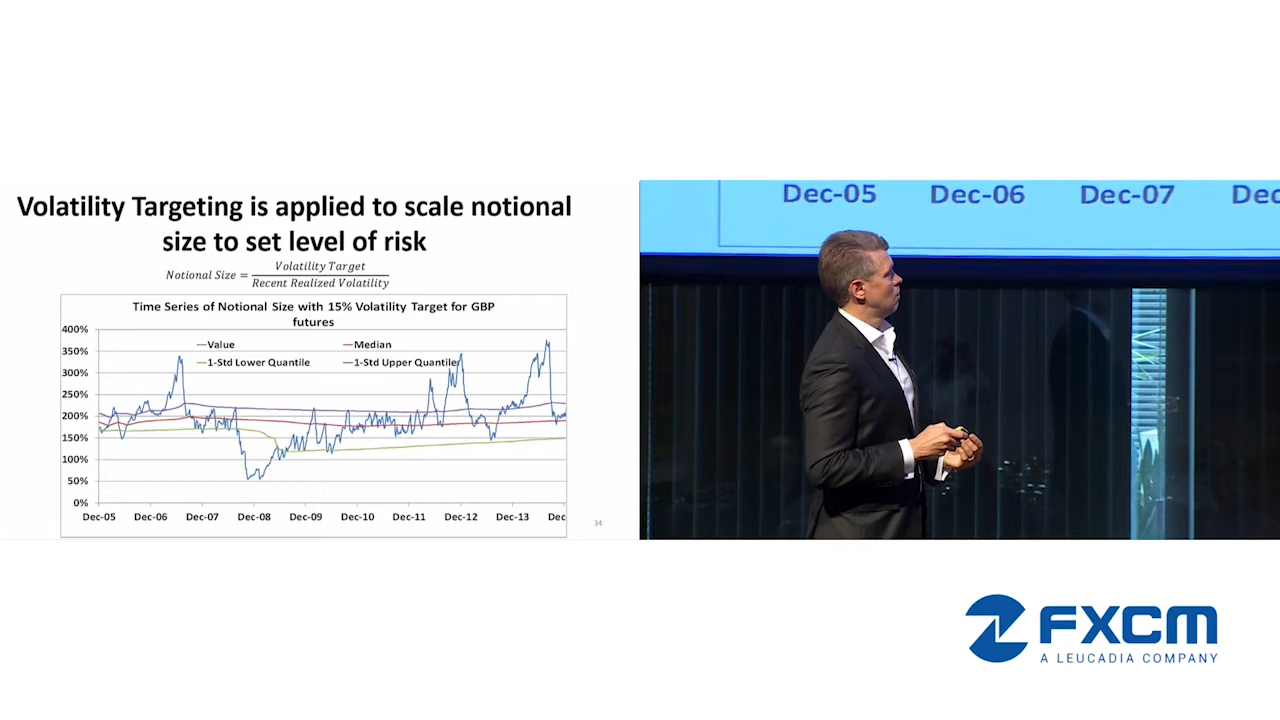 Volatility Targeting is applied to scale notional
size to set level of risk
Notional Size = Volatility Target / Recent Realized Volatility
Time Series of Notional Size with 15% Volatility Target for GBP
futures
Value
Median
1-Std Lower Quantile
1-Std Upper Quantile
400%
350%
300%
250%
200%
150%
100%
50%
0%
Dec-05 Dec-06 Dec-07 Dec-08 Dec-09 Dec-10 Dec-11 Dec-12 Dec-13 Dec
34
Dec-05 Dec-06 Dec-07 Dec
FXCM
A LEUCADIA COMPANY